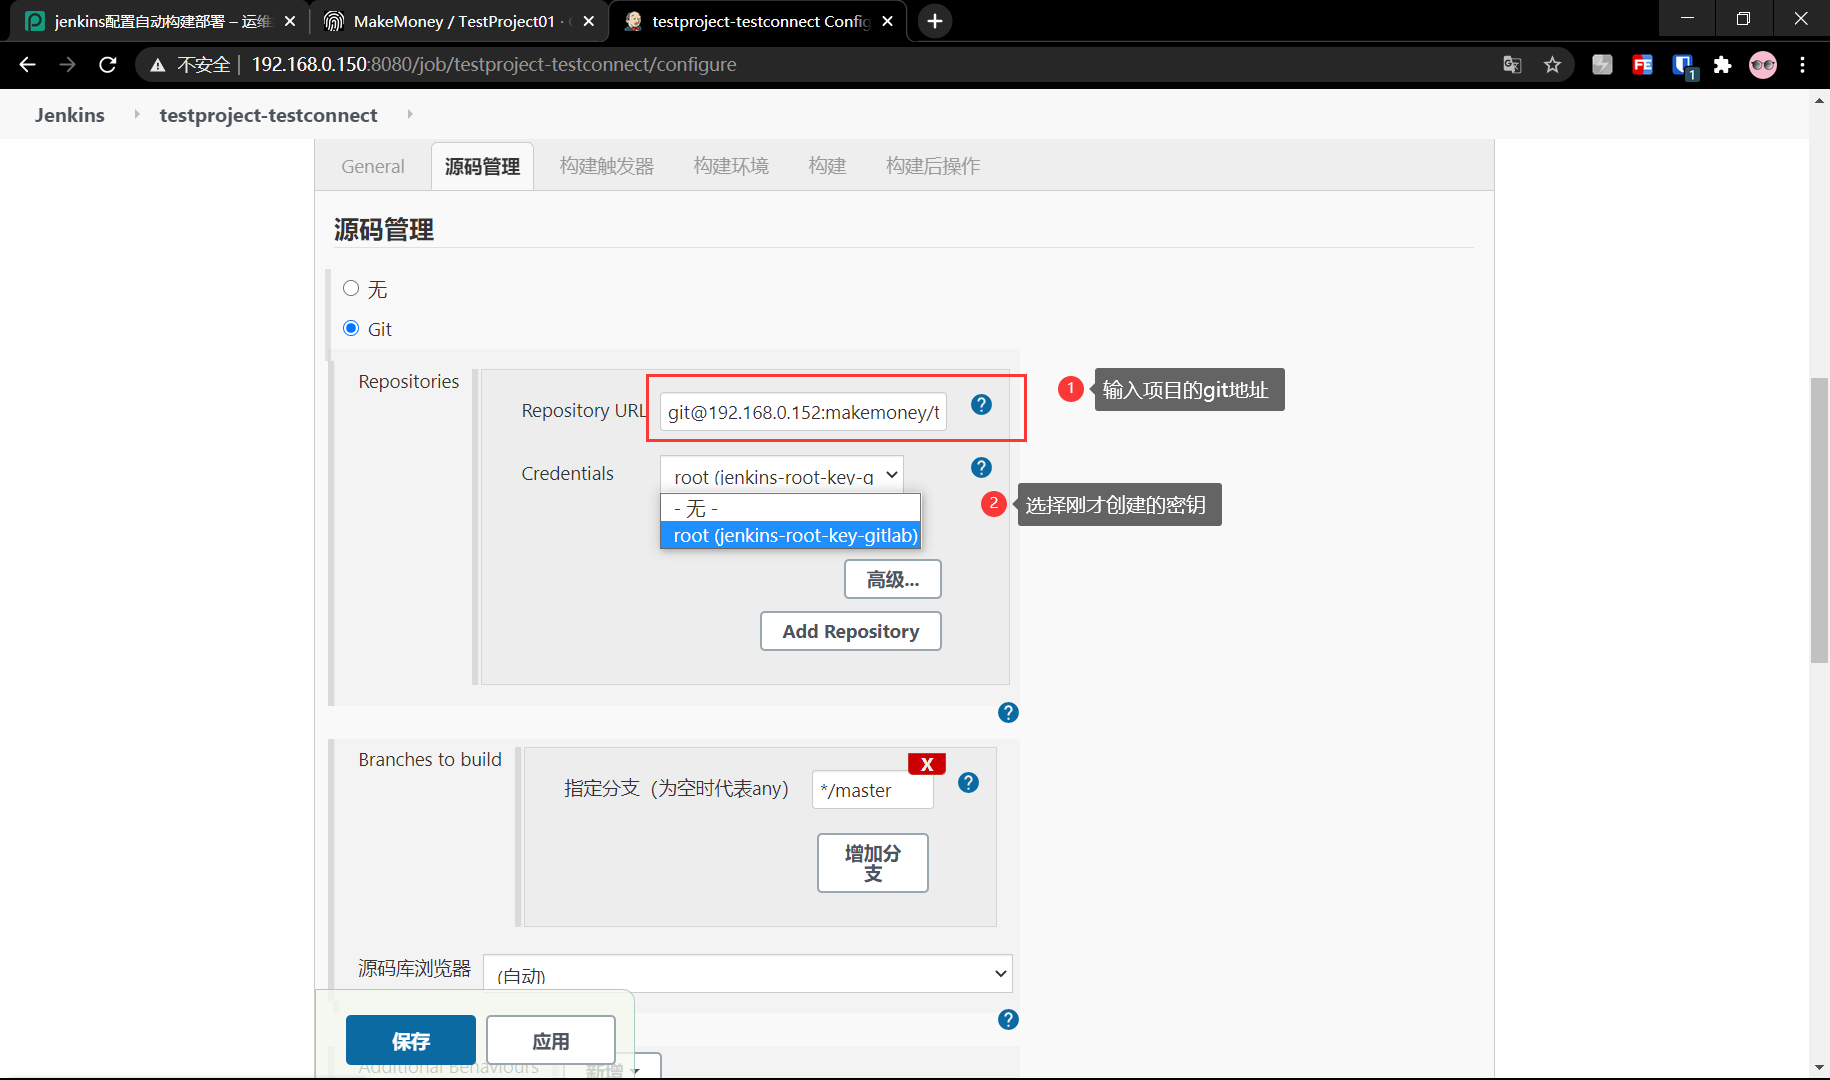 jenkins配置自动构建部署 – 运维
MakeMoney / TestProject01 ·
testproject-testconnect Config
不安全
192.168.0.150:8080/job/testproject-testconnect/configure
FE
1
Jenkins
testproject-testconnect
General
源码管理
构建触发器
构建环境
构建
构建后操作
源码管理
无
Git
Repositories
Repository URL
git@192.168.0.152:makemoney/t
?
1
输入项目的git地址
Credentials
root (jenkins-root-key-g
?
- 无 -
root (jenkins-root-key-gitlab)
2
选择刚才创建的密钥
高级...
Add Repository
?
Branches to build
X
指定分支（为空时代表any）
*/master
?
增加分
支
源码库浏览器
(自动)
?
保存
应用
Additional Behaviours
新增